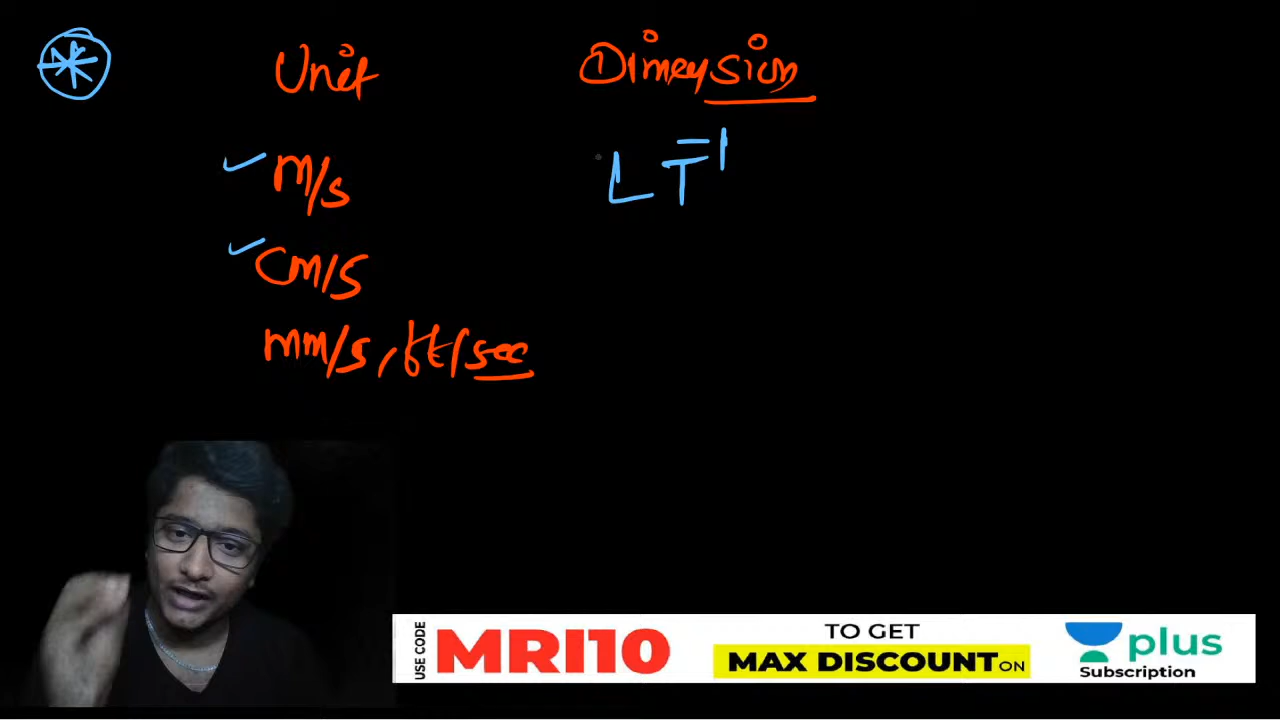 Unit Dimension
m/s LT⁻¹
cm/s
mm/s, ft/sec
USE CODE MRI10 TO GET MAX DISCOUNT ON plus Subscription